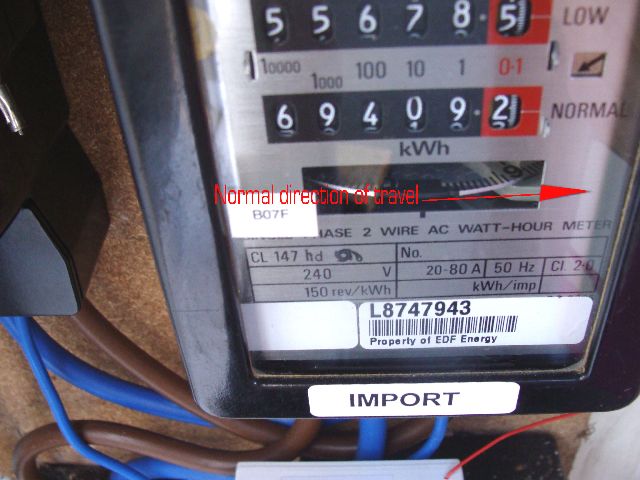 5 5 6 7 8 5 LOW
10000 1000 100 10 1 0·1
6 9 4 0 9 2 NORMAL
kWh
Normal direction of travel
B07F
PHASE 2 WIRE AC WATT-HOUR METER
CL 147 hd No.
240 V 20-80 A 50 Hz Cl. 2·0
150 rev/kWh kWh/imp
L8747943
Property of EDF Energy
IMPORT